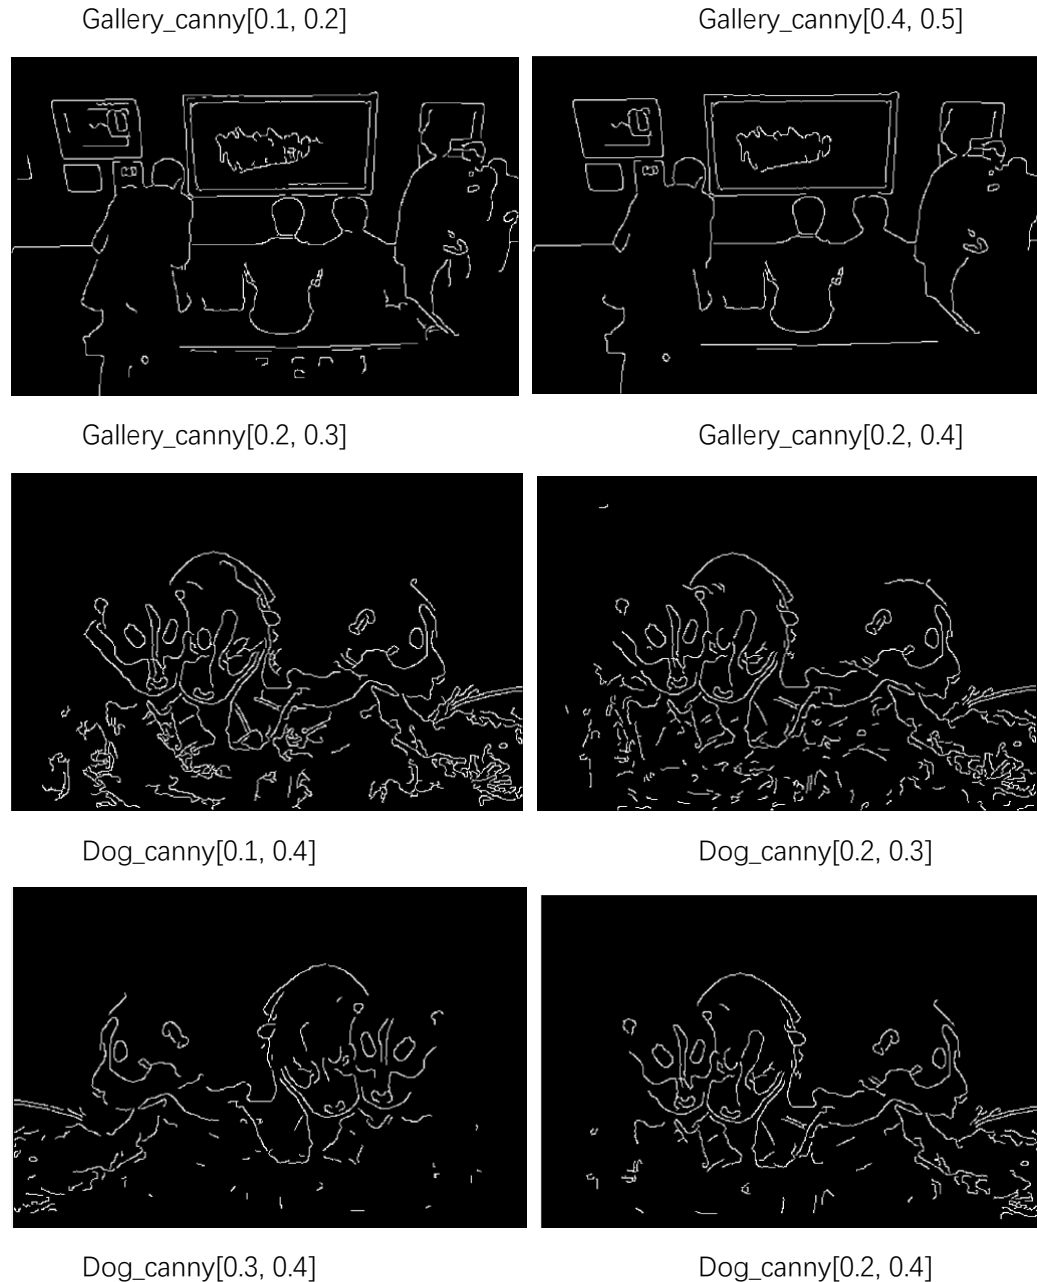 Gallery_canny[0.1, 0.2]
Gallery_canny[0.4, 0.5]
Gallery_canny[0.2, 0.3]
Gallery_canny[0.2, 0.4]
Dog_canny[0.1, 0.4]
Dog_canny[0.2, 0.3]
Dog_canny[0.3, 0.4]
Dog_canny[0.2, 0.4]